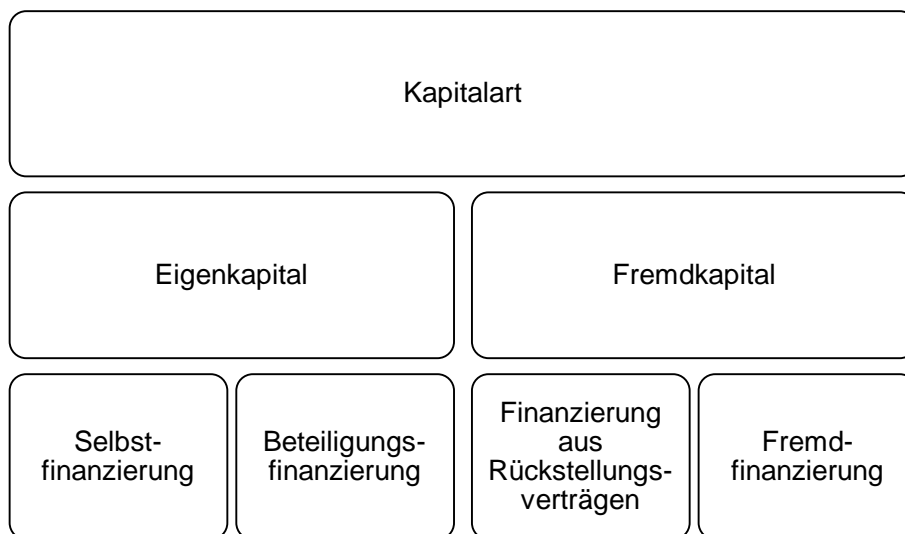 Kapitalart
Eigenkapital
Fremdkapital
Selbst-
finanzierung
Beteiligungs-
finanzierung
Finanzierung
aus
Rückstellungs-
verträgen
Fremd-
finanzierung